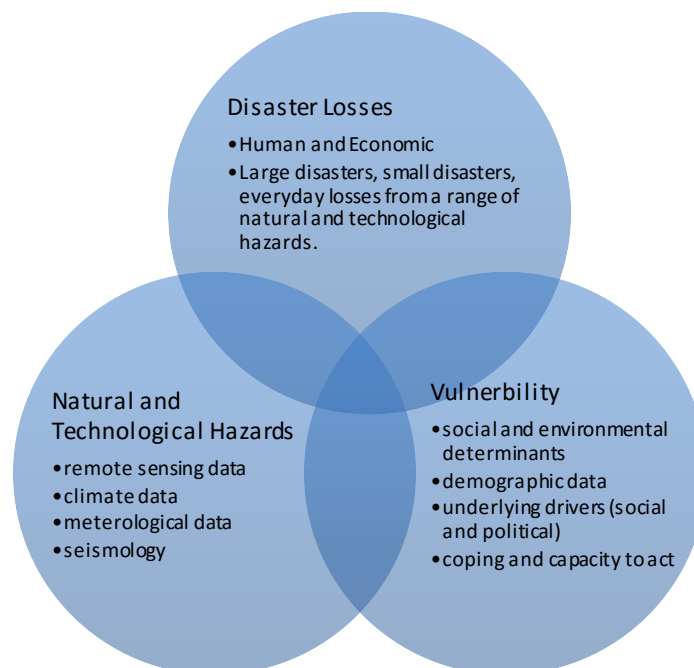 Disaster Losses
•Human and Economic
•Large disasters, small disasters,
everyday losses from a range of
natural and technological
hazards.
Natural and
Technological Hazards
•remote sensing data
•climate data
•meterological data
•seismology
Vulnerbility
•social and environmental
determinants
•demographic data
•underlying drivers (social
and political)
•coping and capacity to act